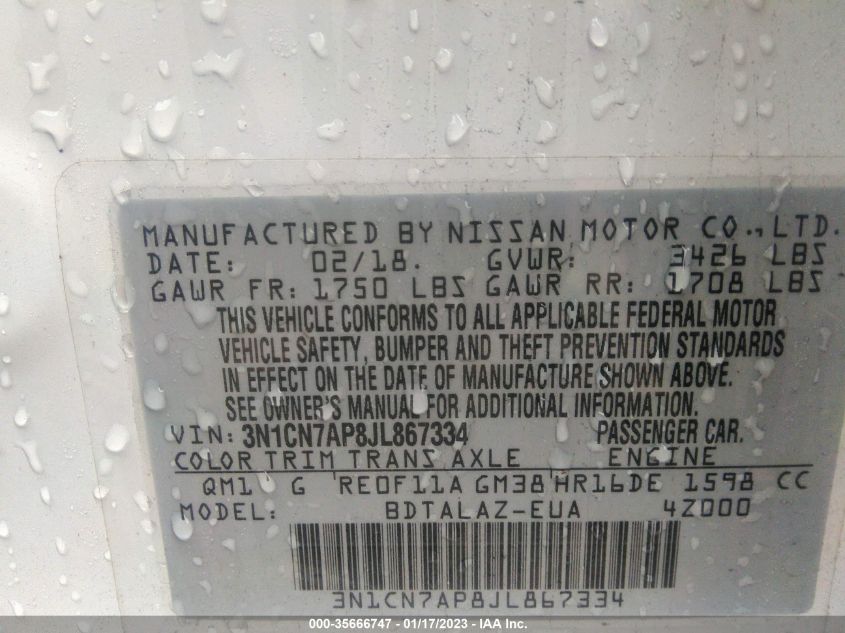 MANUFACTURED BY NISSAN MOTOR CO., LTD.
DATE: 02/18. GVWR: 3426 LBS
GAWR FR: 1750 LBS GAWR RR: 1708 LBS
THIS VEHICLE CONFORMS TO ALL APPLICABLE FEDERAL MOTOR
VEHICLE SAFETY, BUMPER AND THEFT PREVENTION STANDARDS
IN EFFECT ON THE DATE OF MANUFACTURE SHOWN ABOVE.
SEE OWNER'S MANUAL FOR ADDITIONAL INFORMATION.
VIN: 3N1CN7AP8JL867334 PASSENGER CAR.
COLOR TRIM TRANS AXLE ENGINE
QM1 G RE0F11A GM38 HR16DE 1598 CC
MODEL: BDTALAZ-EUA 4Z000
3N1CN7AP8JL867334
000-35666747 - 01/17/2023 - IAA Inc.